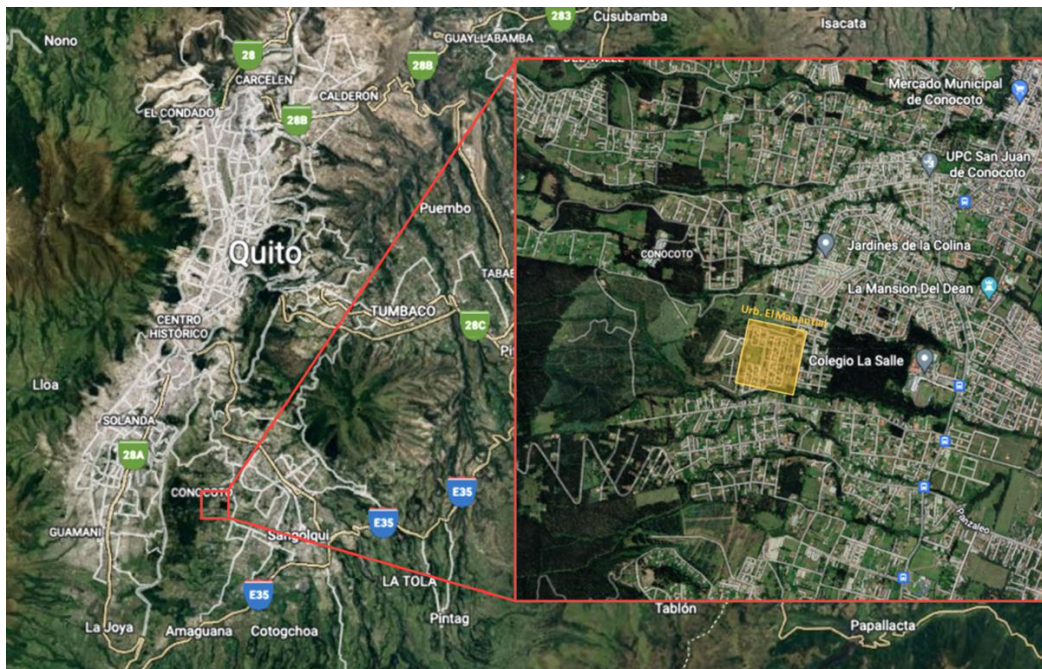 Nono
28
CARCELEN
EL CONDADO
28B
CALDERON
28B
GUAYLLABAMBA
283
Cusubamba
Isacata
Puembo
Quito
TUMBACO
28C
CENTRO
HISTÓRICO
Lloa
SOLANDA
28A
CONOCOTO
GUAMANI
Sangolqui
E35
E35
E35
LA TOLA
Pintag
La Joya
Amaguana
Cotogchoa
Tablón
Papallacta
Mercado Municipal
de Conocoto
UPC San Juan
de Conocoto
CONOCOTO
Jardines de la Colina
La Mansion Del Dean
Urb. El Manantial
Colegio La Salle
Panzaleo